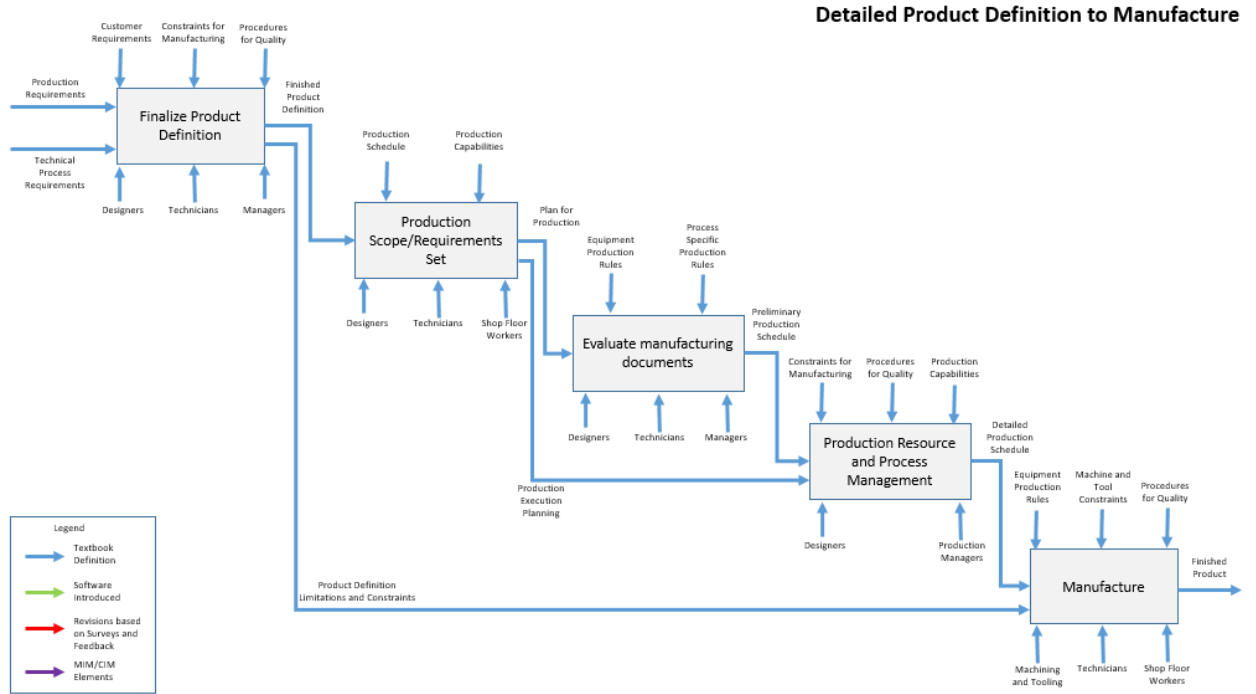 Detailed Product Definition to Manufacture
Customer
Requirements
Constraints for
Manufacturing
Procedures
for Quality
Production
Requirements
Technical
Process
Requirements
Finalize Product
Definition
Finished
Product
Definition
Designers
Technicians
Managers
Production
Schedule
Production
Capabilities
Production
Scope/Requirements
Set
Plan for
Production
Designers
Technicians
Shop Floor
Workers
Equipment
Production
Rules
Process
Specific
Production
Rules
Evaluate manufacturing
documents
Preliminary
Production
Schedule
Designers
Technicians
Managers
Constraints for
Manufacturing
Procedures
for Quality
Production
Capabilities
Production Resource
and Process
Management
Detailed
Production
Schedule
Production
Execution
Planning
Designers
Production
Managers
Equipment
Production
Rules
Machine and
Tool
Constraints
Procedures
for Quality
Product Definition
Limitations and Constraints
Manufacture
Finished
Product
Machining
and Tooling
Technicians
Shop Floor
Workers
Legend
Textbook
Definition
Software
Introduced
Revisions based
on Surveys and
Feedback
MIM/CIM
Elements